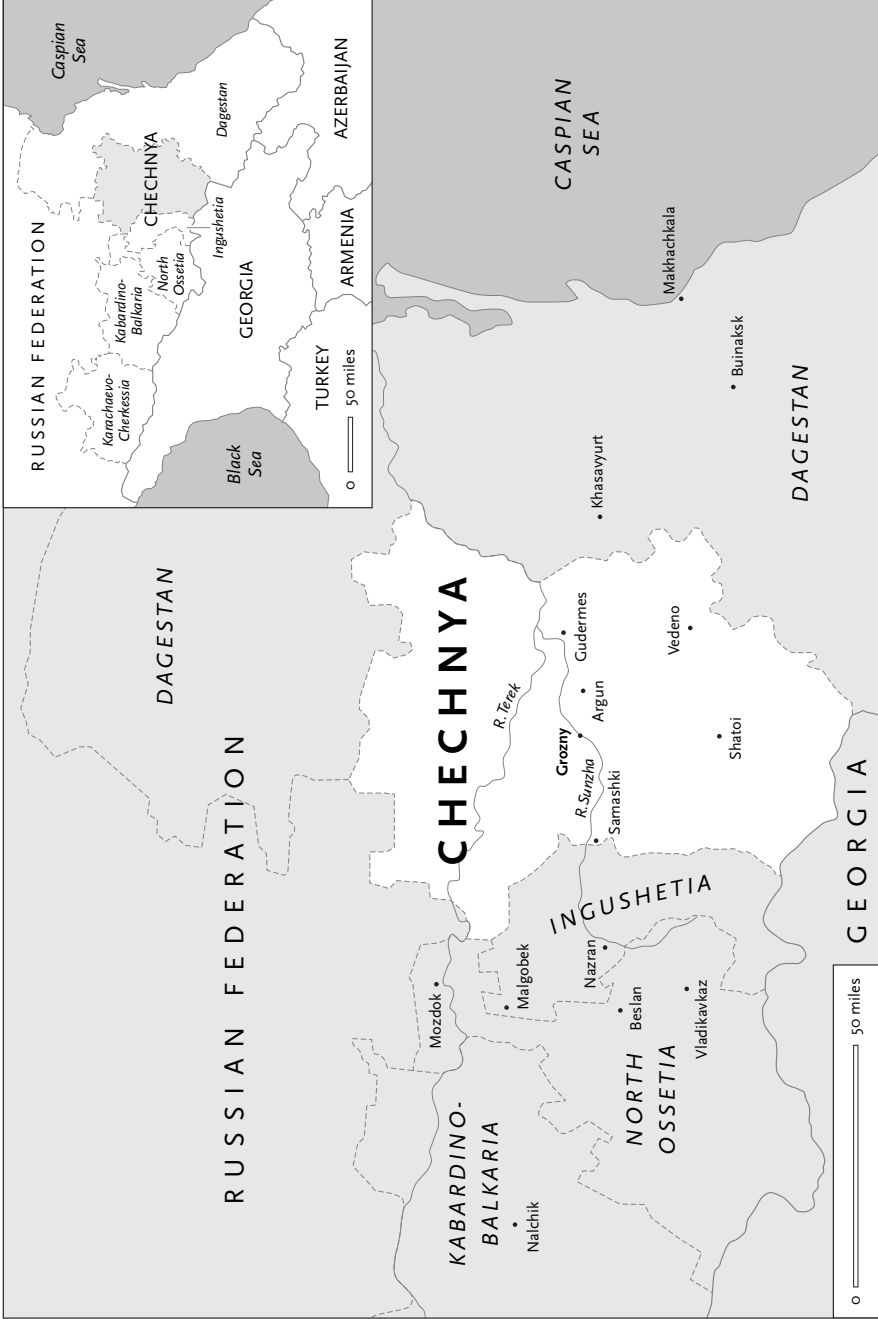 RUSSIAN FEDERATION
DAGESTAN
CHECHNYA
R. Terek
Grozny
R. Sunzha
Samashki
Argun
Gudermes
Vedeno
Shatoi
Khasavyurt
Buinaksk
Makhachkala
DAGESTAN
CASPIAN
SEA
INGUSHETIA
Mozdok
Malgobek
Nazran
Beslan
Vladikavkaz
NORTH
OSSETIA
KABARDINO-
BALKARIA
Nalchik
GEORGIA
0 50 miles
RUSSIAN FEDERATION
Caspian
Sea
Karachaevo-
Cherkessia
Kabardino-
Balkaria
North
Ossetia
CHECHNYA
Ingushetia
Dagestan
GEORGIA
Black
Sea
TURKEY
ARMENIA
AZERBAIJAN
0 50 miles